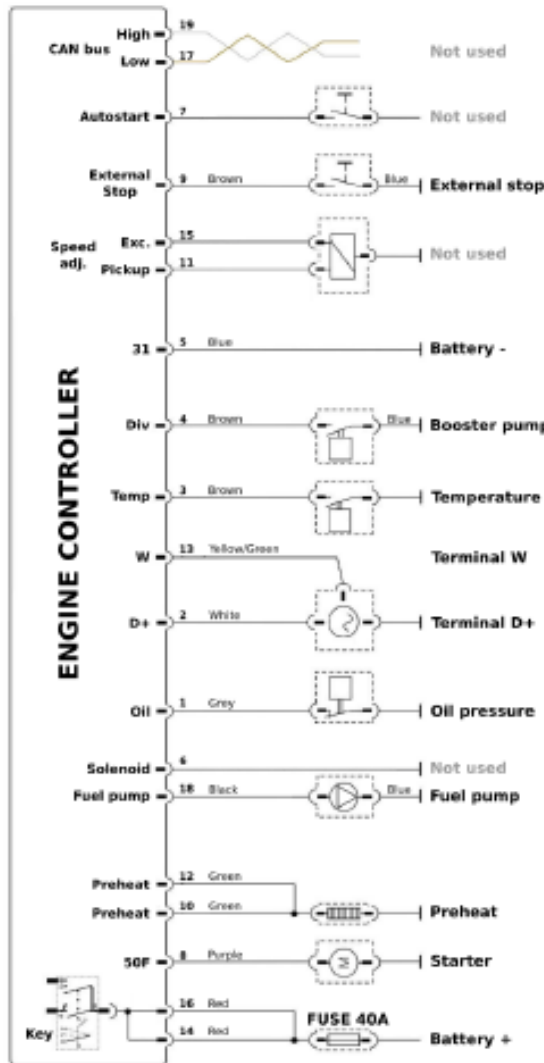 High 19
CAN bus
Low 17
Not used
Autostart 7
Not used
External
Stop
9 Brown Blue External stop
Speed
adj.
Exc. 15
Pickup 11
Not used
31 5 Blue Battery -
ENGINE CONTROLLER
Div 4 Brown Blue Booster pump
Temp 3 Brown Temperature
W 13 Yellow/Green Terminal W
D+ 2 White Terminal D+
Oil 1 Grey Oil pressure
Solenoid 6 Not used
Fuel pump 18 Black Blue Fuel pump
Preheat 12 Green
Preheat 10 Green Preheat
50F 8 Purple M Starter
16 Red
FUSE 40A
Key
14 Red Battery +